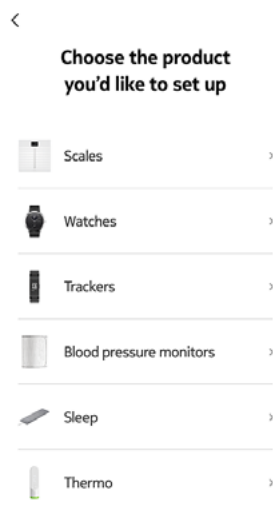 Choose the product
you'd like to set up
Scales
Watches
Trackers
Blood pressure monitors
Sleep
Thermo